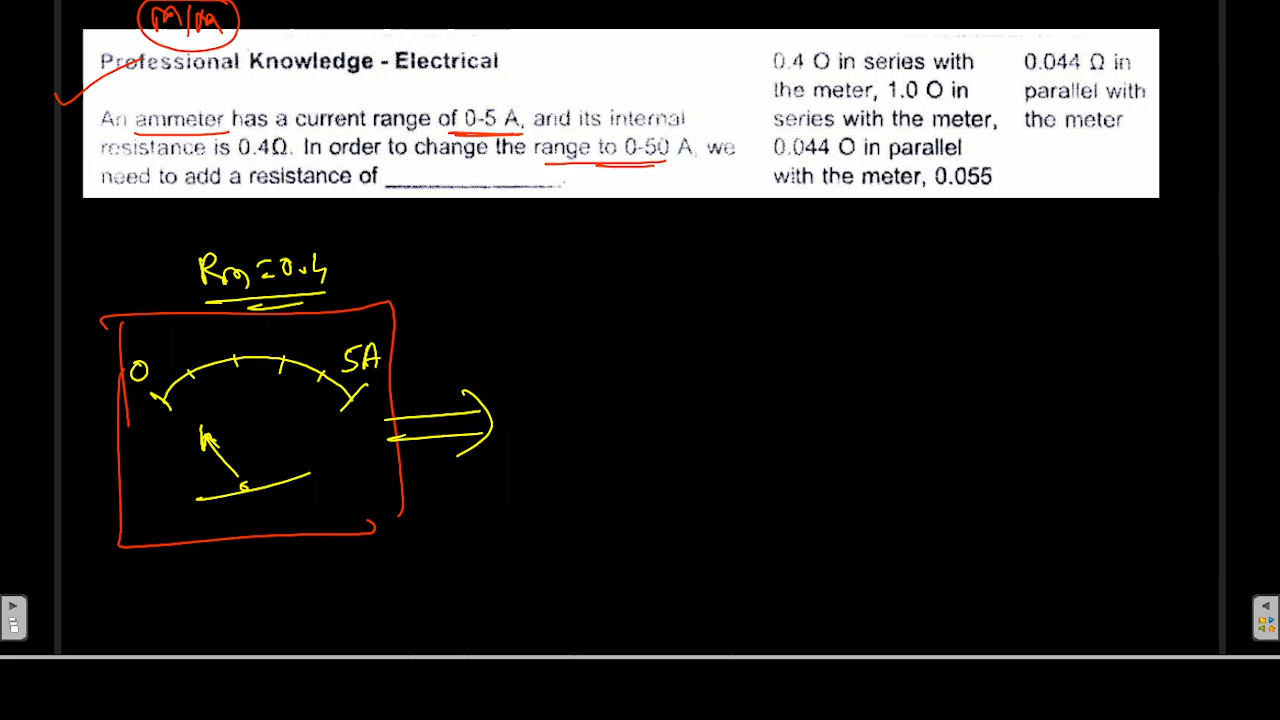 m/m
Professional Knowledge - Electrical
An ammeter has a current range of 0-5 A, and its internal
resistance is 0.4Ω. In order to change the range to 0-50 A, we
need to add a resistance of ____________.
0.4 O in series with
the meter, 1.0 O in
series with the meter,
0.044 O in parallel
with the meter, 0.055
0.044 Ω in
parallel with
the meter
Rm = 0.4
0 5A